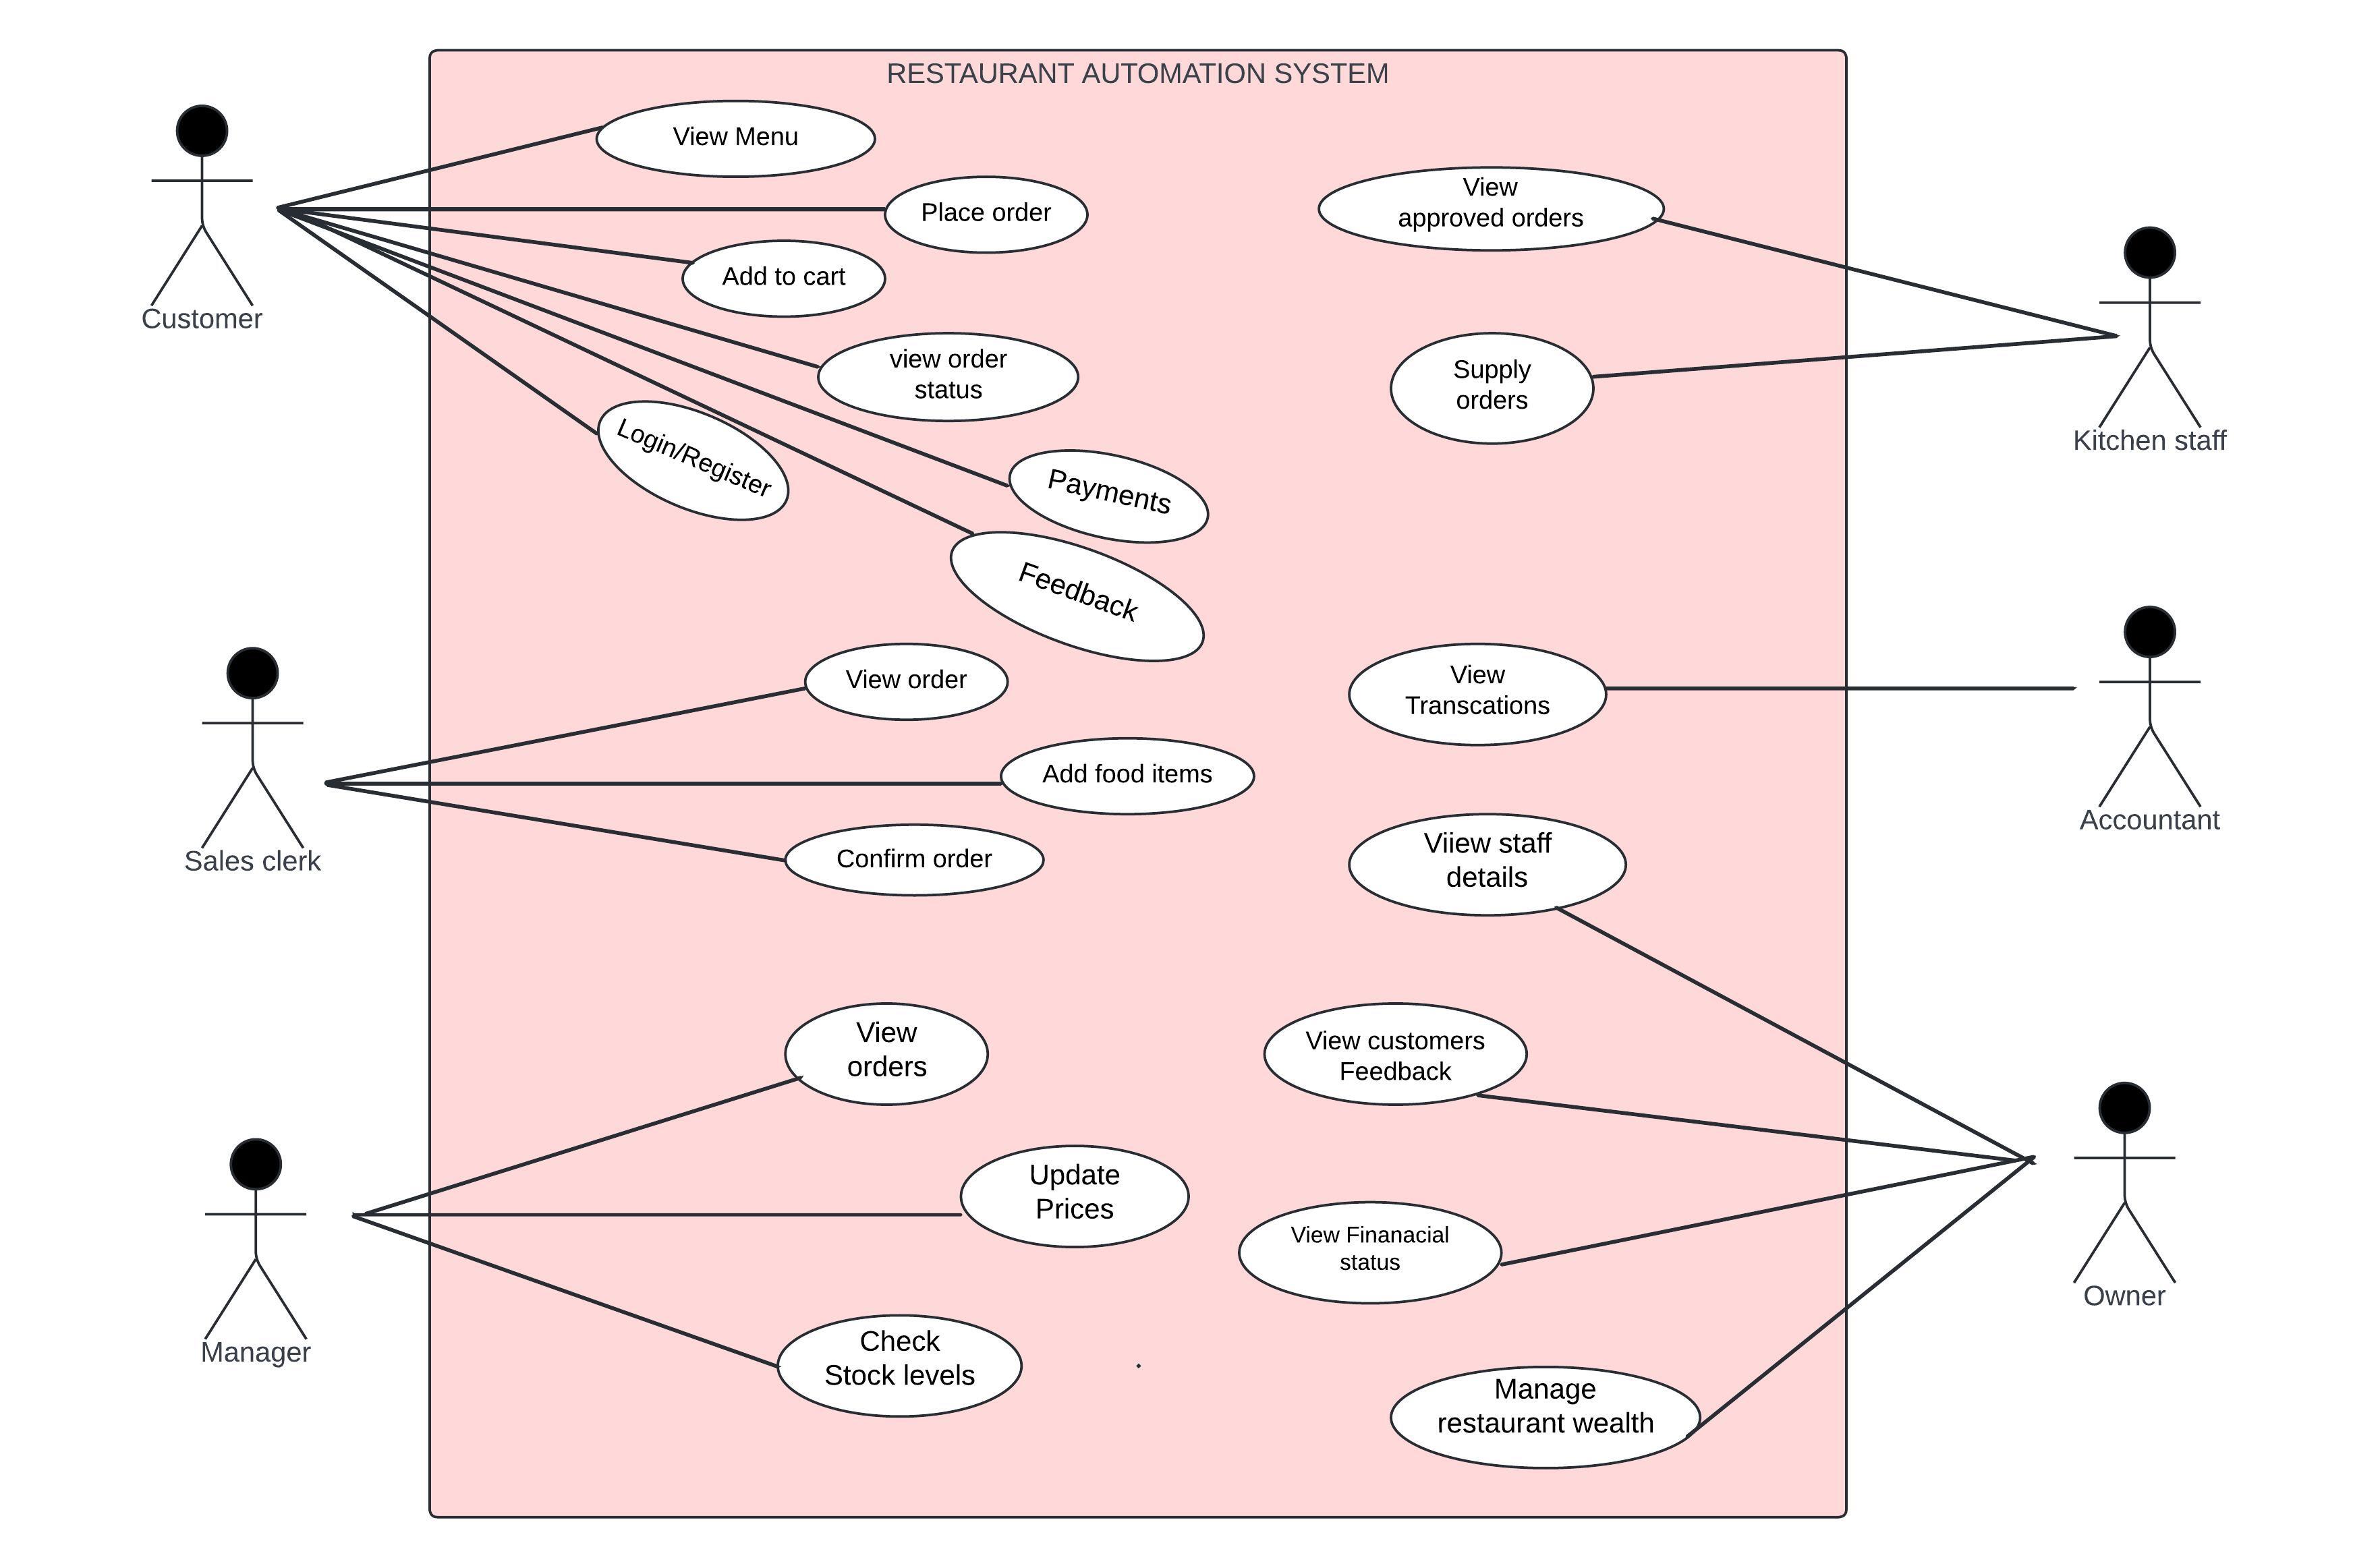 RESTAURANT AUTOMATION SYSTEM
View Menu
Place order
Add to cart
view order
status
Login/Register
Payments
Feedback
Customer
View
approved orders
Supply
orders
Kitchen staff
View order
Add food items
Confirm order
Sales clerk
View
Transcations
Accountant
Viiew staff
details
View customers
Feedback
View Finanacial
status
Manage
restaurant wealth
Owner
View
orders
Update
Prices
Check
Stock levels
Manager